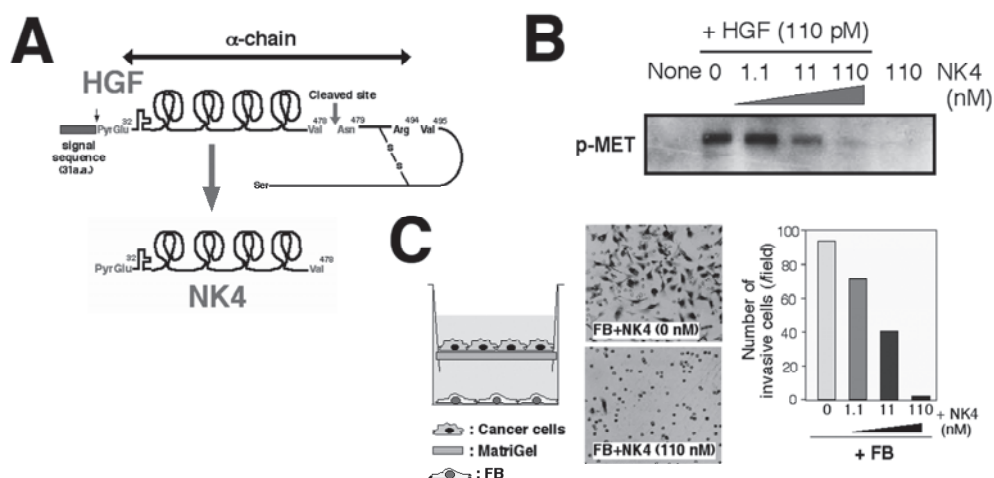 A
α-chain
HGF
Cleaved site
PyrGlu 32
Val 478
Asn 479
Arg 494
Val 495
signal
sequence
(31a.a.)
S
S
Ser
PyrGlu 32
Val 478
NK4
B
+ HGF (110 pM)
None 0 1.1 11 110 110 NK4
(nM)
p-MET
C
: Cancer cells
: MatriGel
: FB
FB+NK4 (0 nM)
FB+NK4 (110 nM)
Number of
invasive cells (/field)
100
80
60
40
20
0
0 1.1 11 110 + NK4
(nM)
+ FB